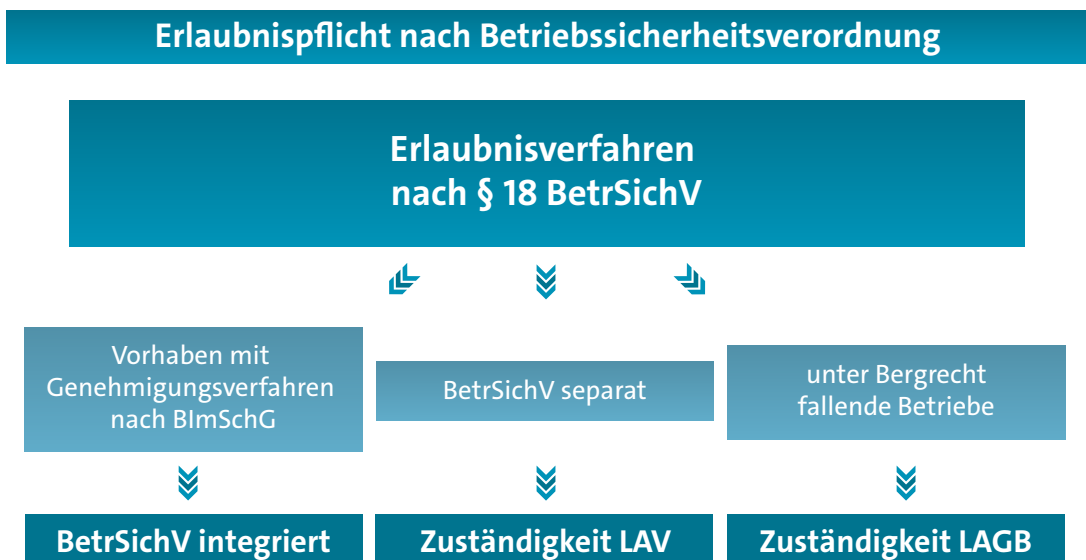 Erlaubnispflicht nach Betriebssicherheitsverordnung
Erlaubnisverfahren
nach § 18 BetrSichV
Vorhaben mit
Genehmigungsverfahren
nach BImSchG
BetrSichV separat
unter Bergrecht
fallende Betriebe
BetrSichV integriert
Zuständigkeit LAV
Zuständigkeit LAGB